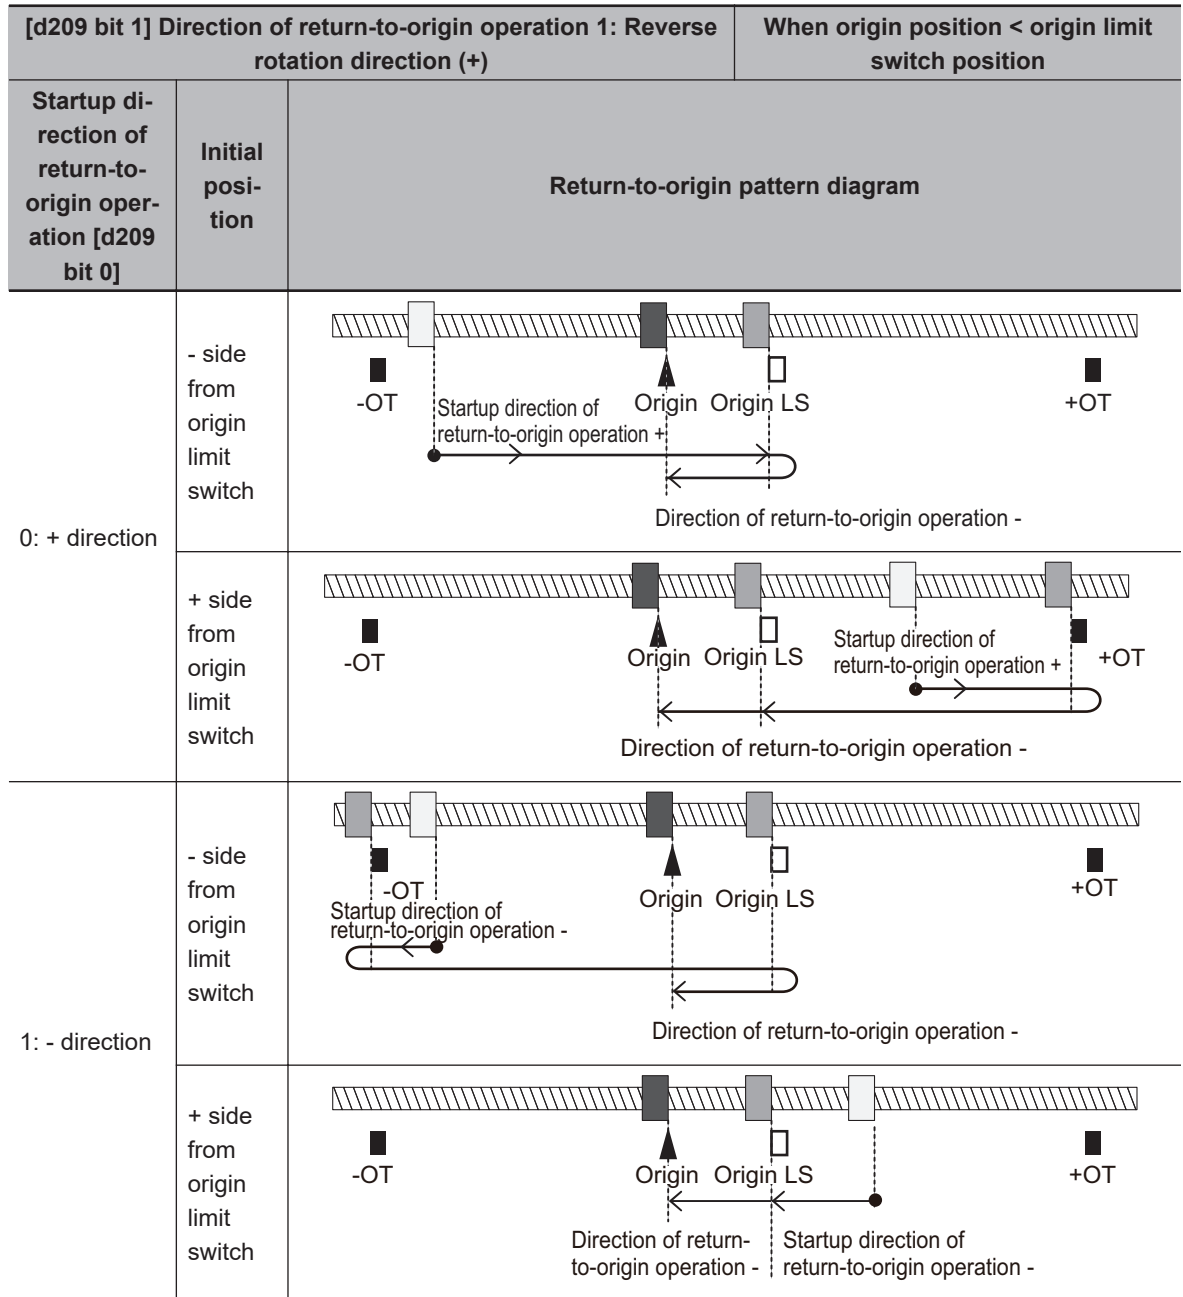 [d209 bit 1] Direction of return-to-origin operation 1: Reverse
rotation direction (+)
When origin position < origin limit
switch position
Startup di-
rection of
return-to-
origin oper-
ation [d209
bit 0]
Initial
posi-
tion
Return-to-origin pattern diagram
0: + direction
- side
from
origin
limit
switch
-OT
Startup direction of
return-to-origin operation +
Origin
Origin LS
+OT
Direction of return-to-origin operation -
+ side
from
origin
limit
switch
-OT
Origin
Origin LS
Startup direction of
return-to-origin operation +
+OT
Direction of return-to-origin operation -
1: - direction
- side
from
origin
limit
switch
-OT
Startup direction of
return-to-origin operation -
Origin
Origin LS
+OT
Direction of return-to-origin operation -
+ side
from
origin
limit
switch
-OT
Origin
Origin LS
+OT
Direction of return-
to-origin operation -
Startup direction of
return-to-origin operation -